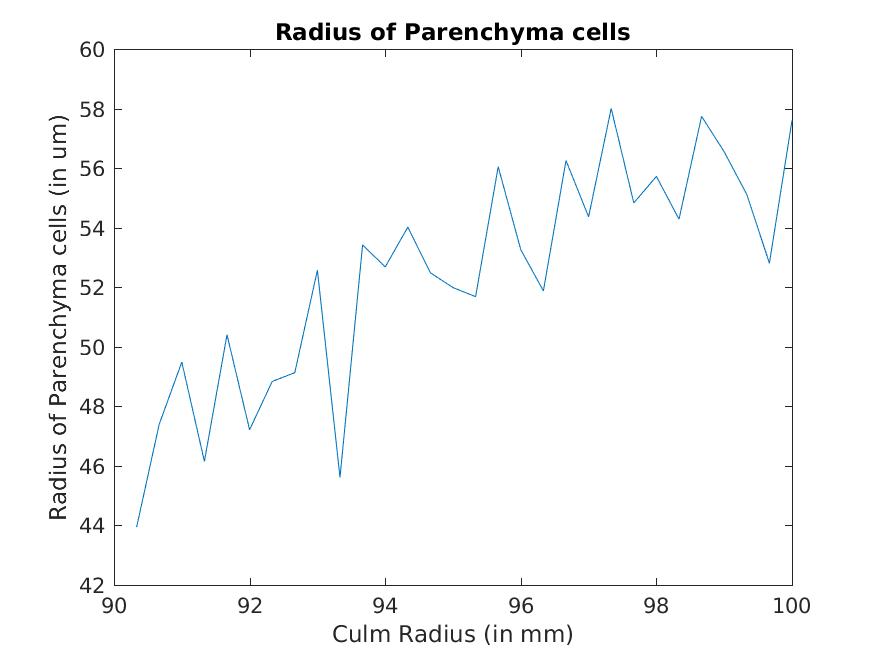 Radius of Parenchyma cells
60
58
56
54
52
50
48
46
44
42
Radius of Parenchyma cells (in um)
90 92 94 96 98 100
Culm Radius (in mm)